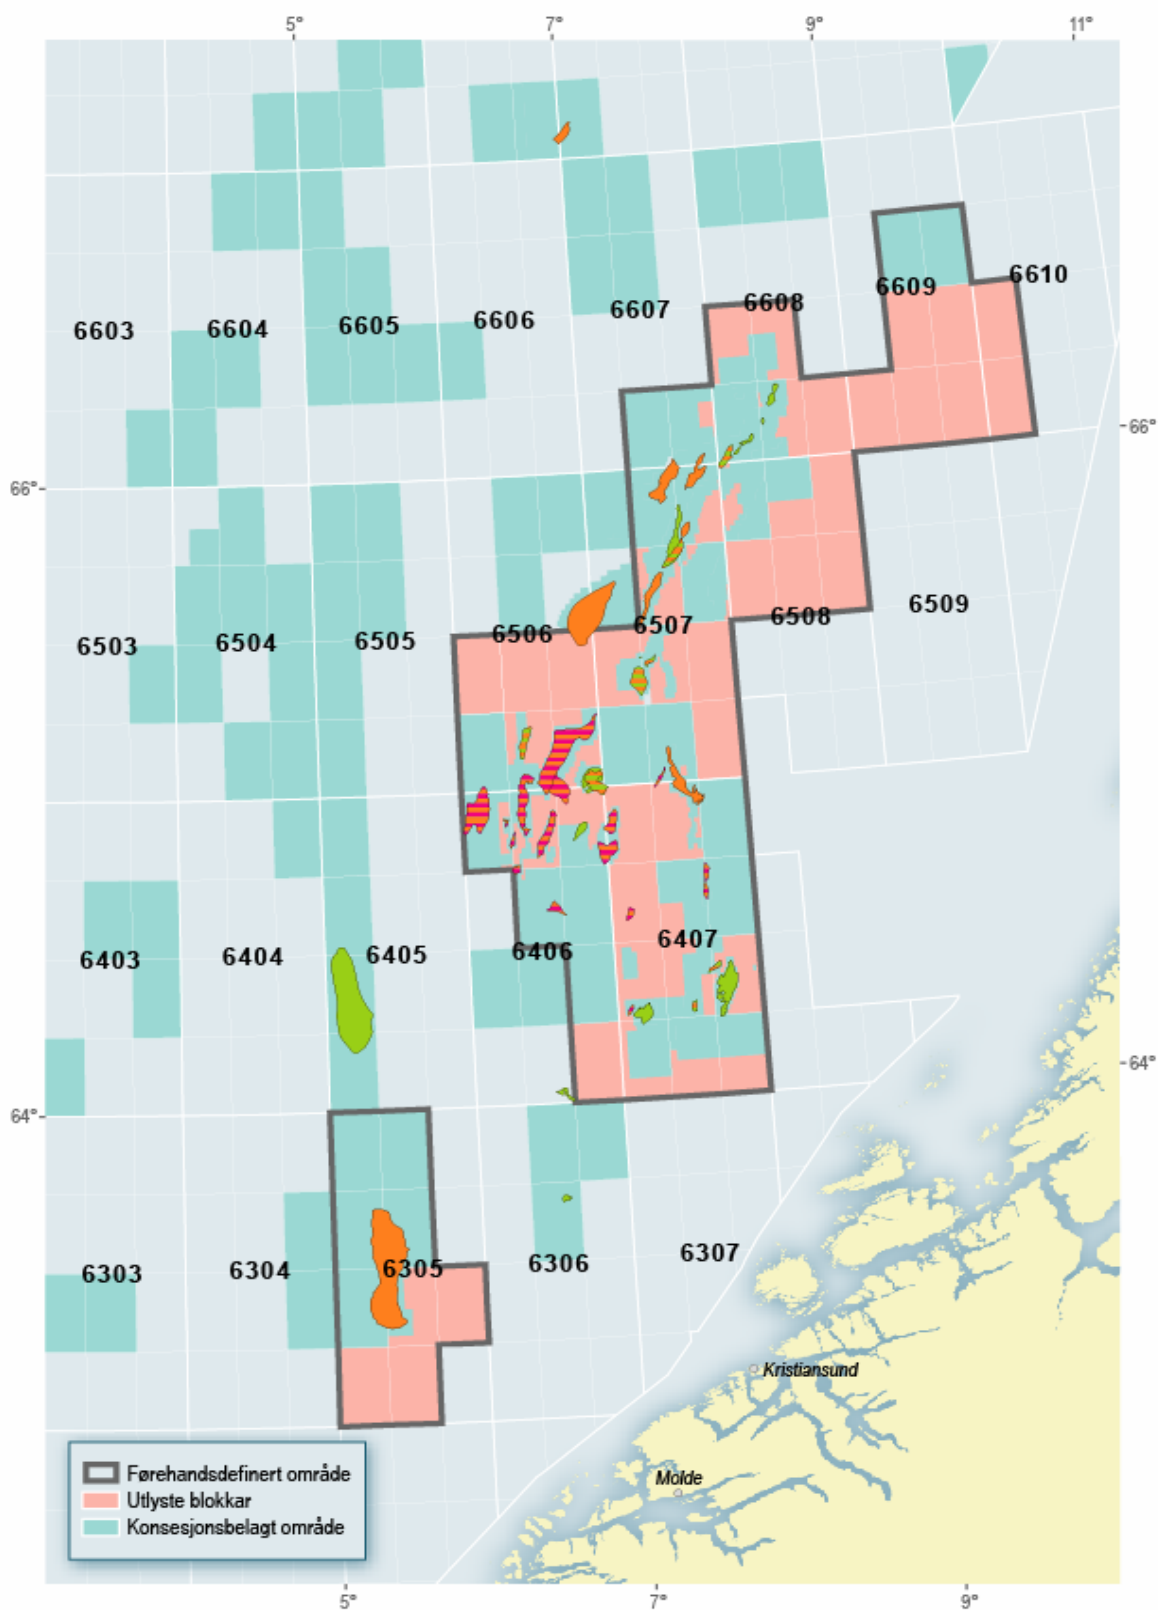 5° 7° 9° 11°
6610
6609
6608
6603 6604 6605 6606 6607
66°
66°
6503 6504 6505 6506 6507 6508 6509
6403 6404 6405 6406 6407
64°
64°
6303 6304 6305 6306 6307
Kristiansund
Molde
Førehandsdefinert område
Utlyste blokkar
Konsesjonsbelagt område
5° 7° 9°